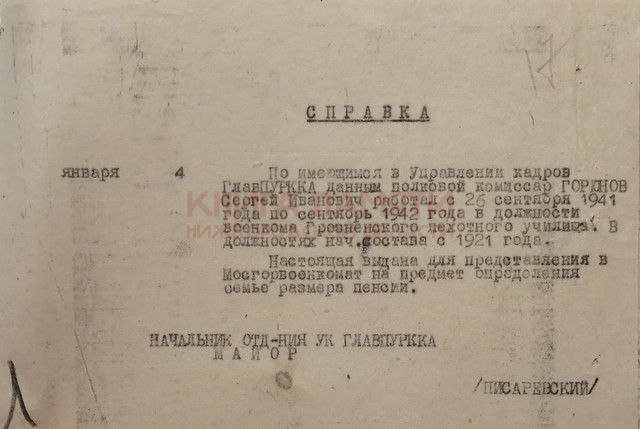 СПРАВКА
января 4 По имеющимся в Управлении кадров
ГлавПУРККА данным полковой комиссар ГОРЮНОВ
Сергей Иванович работал с 26 сентября 1941
года по сентябрь 1942 года в должности
военкома Грозненского пехотного училища. В
должностях нач.состава с 1921 года.
Настоящая выдана для представления в
Мосгорвоенкомат на предмет определения
семье размера пенсии.
НАЧАЛЬНИК ОТД-НИЯ УК ГЛАВПУРККА
МАЙОР
/ПИСАРЕВСКИЙ/